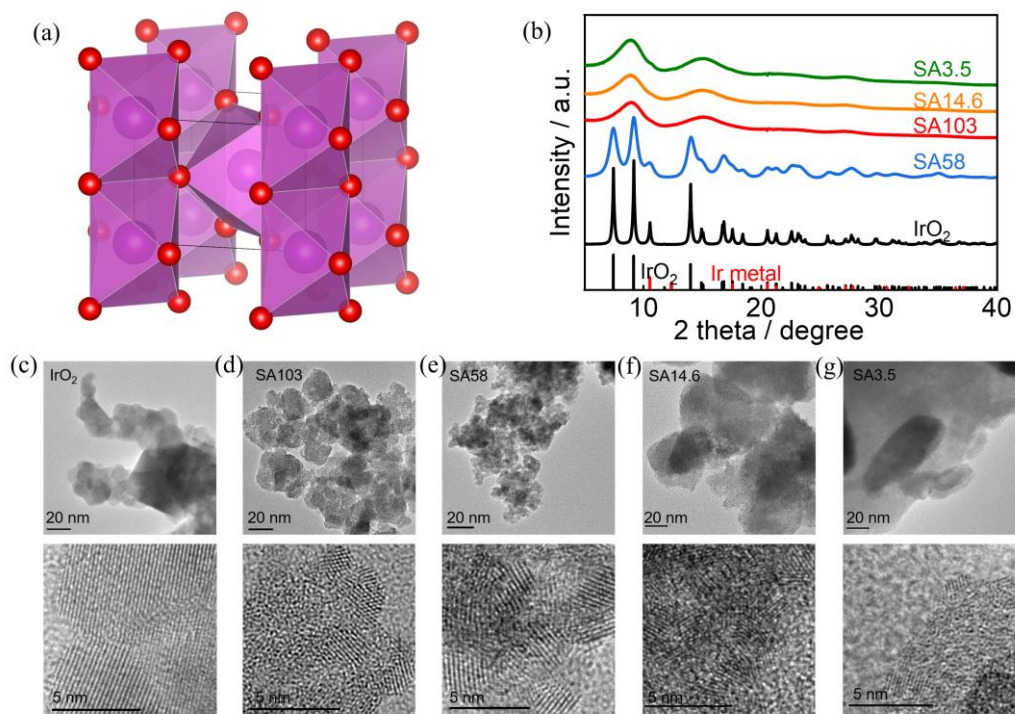 (a)
(b)
Intensity / a.u.
SA3.5
SA14.6
SA103
SA58
IrO2
IrO2
Ir metal
10 20 30 40
2 theta / degree
(c) IrO2
20 nm
5 nm
(d) SA103
20 nm
5 nm
(e) SA58
20 nm
5 nm
(f) SA14.6
20 nm
5 nm
(g) SA3.5
20 nm
5 nm